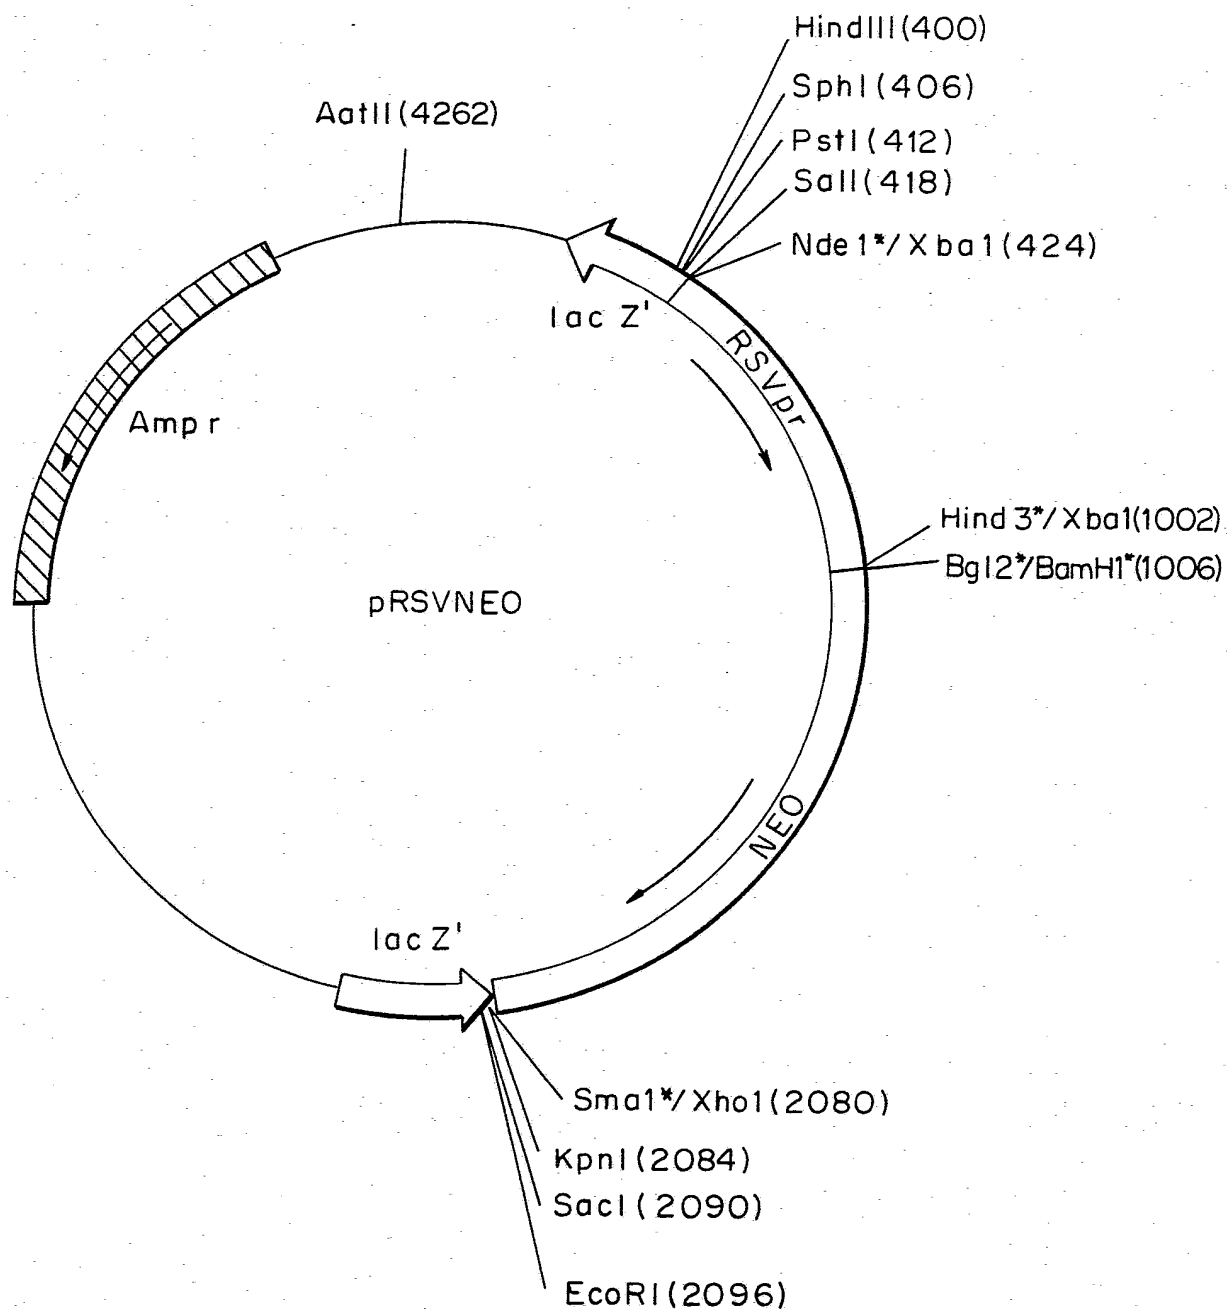 HindIII(400)
SphI(406)
AatII(4262)
PstI(412)
SalI(418)
Nde1*/Xba1(424)
lac Z'
RSVpr
Amp r
Hind 3*/Xba1(1002)
Bgl2*/BamH1*(1006)
pRSVNEO
NEO
lac Z'
Sma1*/Xho1(2080)
KpnI(2084)
SacI(2090)
EcoRI(2096)